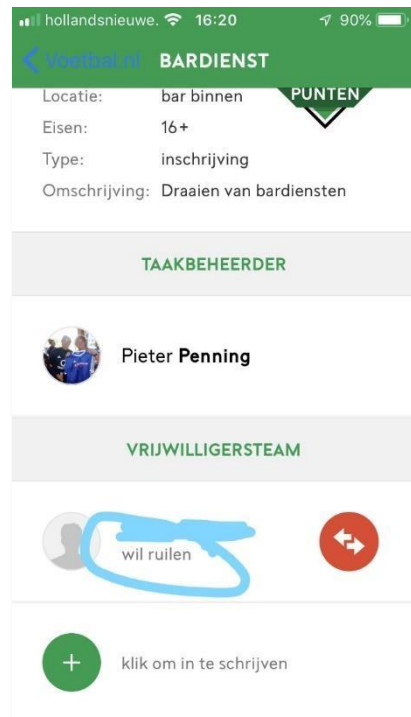 hollandsnieuwe. 16:20 90%
Voetbal.nl BARDIENST
PUNTEN
Locatie: bar binnen
Eisen: 16+
Type: inschrijving
Omschrijving: Draaien van bardiensten
TAAKBEHEERDER
Pieter Penning
VRIJWILLIGERSTEAM
wil ruilen
klik om in te schrijven